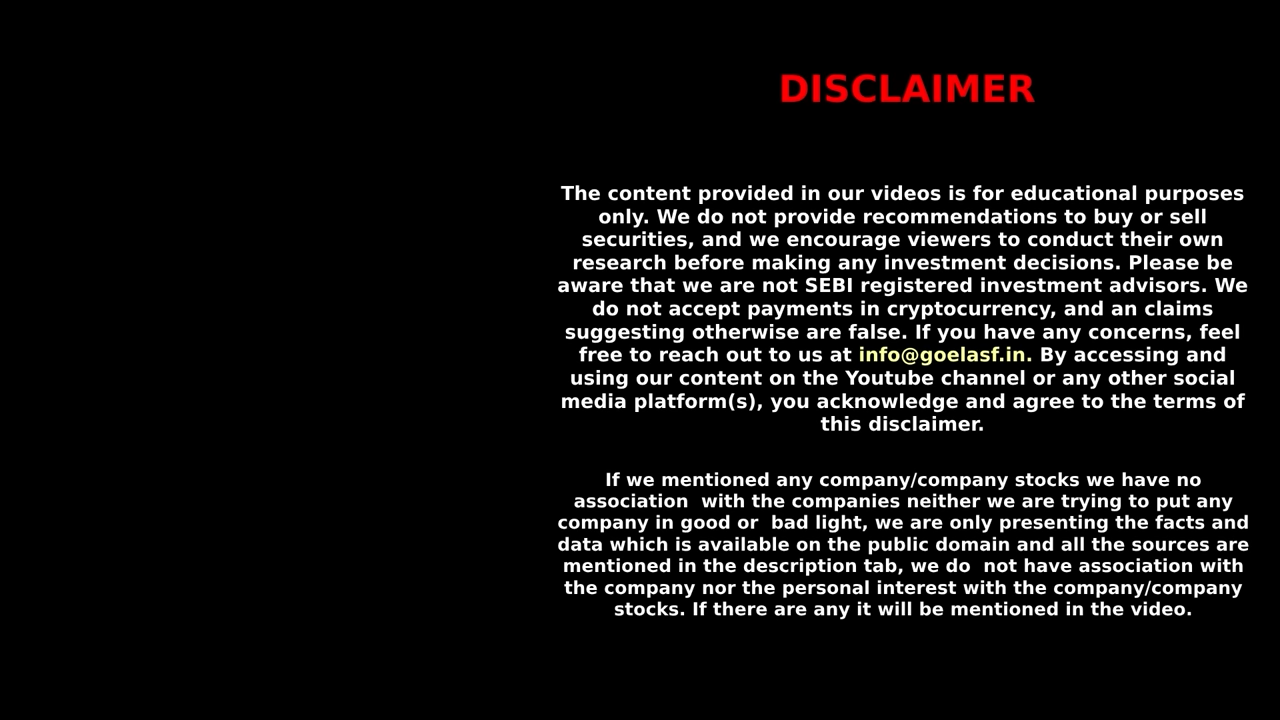 DISCLAIMER
The content provided in our videos is for educational purposes
only. We do not provide recommendations to buy or sell
securities, and we encourage viewers to conduct their own
research before making any investment decisions. Please be
aware that we are not SEBI registered investment advisors. We
do not accept payments in cryptocurrency, and an claims
suggesting otherwise are false. If you have any concerns, feel
free to reach out to us at info@goelasf.in. By accessing and
using our content on the Youtube channel or any other social
media platform(s), you acknowledge and agree to the terms of
this disclaimer.
If we mentioned any company/company stocks we have no
association  with the companies neither we are trying to put any
company in good or  bad light, we are only presenting the facts and
data which is available on the public domain and all the sources are
mentioned in the description tab, we do  not have association with
the company nor the personal interest with the company/company
stocks. If there are any it will be mentioned in the video.